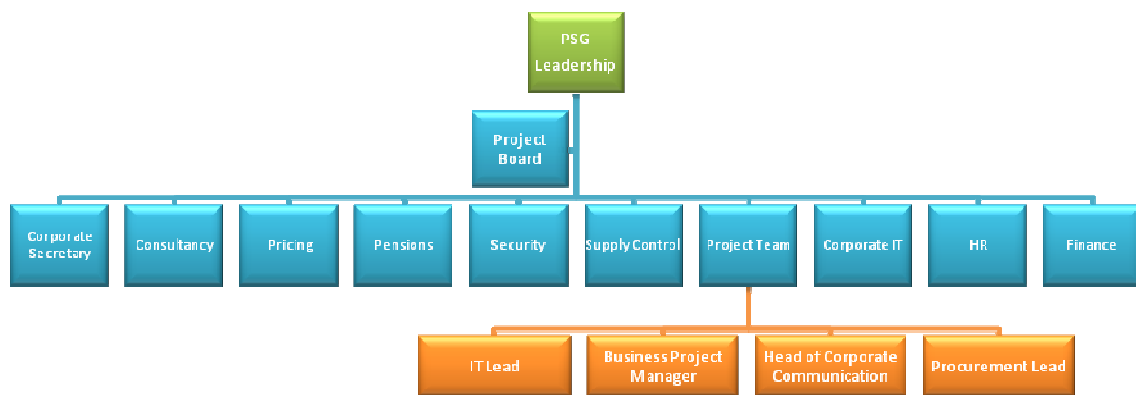 PSG
Leadership
Project
Board
Corporate
Secretary
Consultancy
Pricing
Pensions
Security
Supply Control
Project Team
Corporate IT
HR
Finance
IT Lead
Business Project
Manager
Head of Corporate
Communication
Procurement Lead